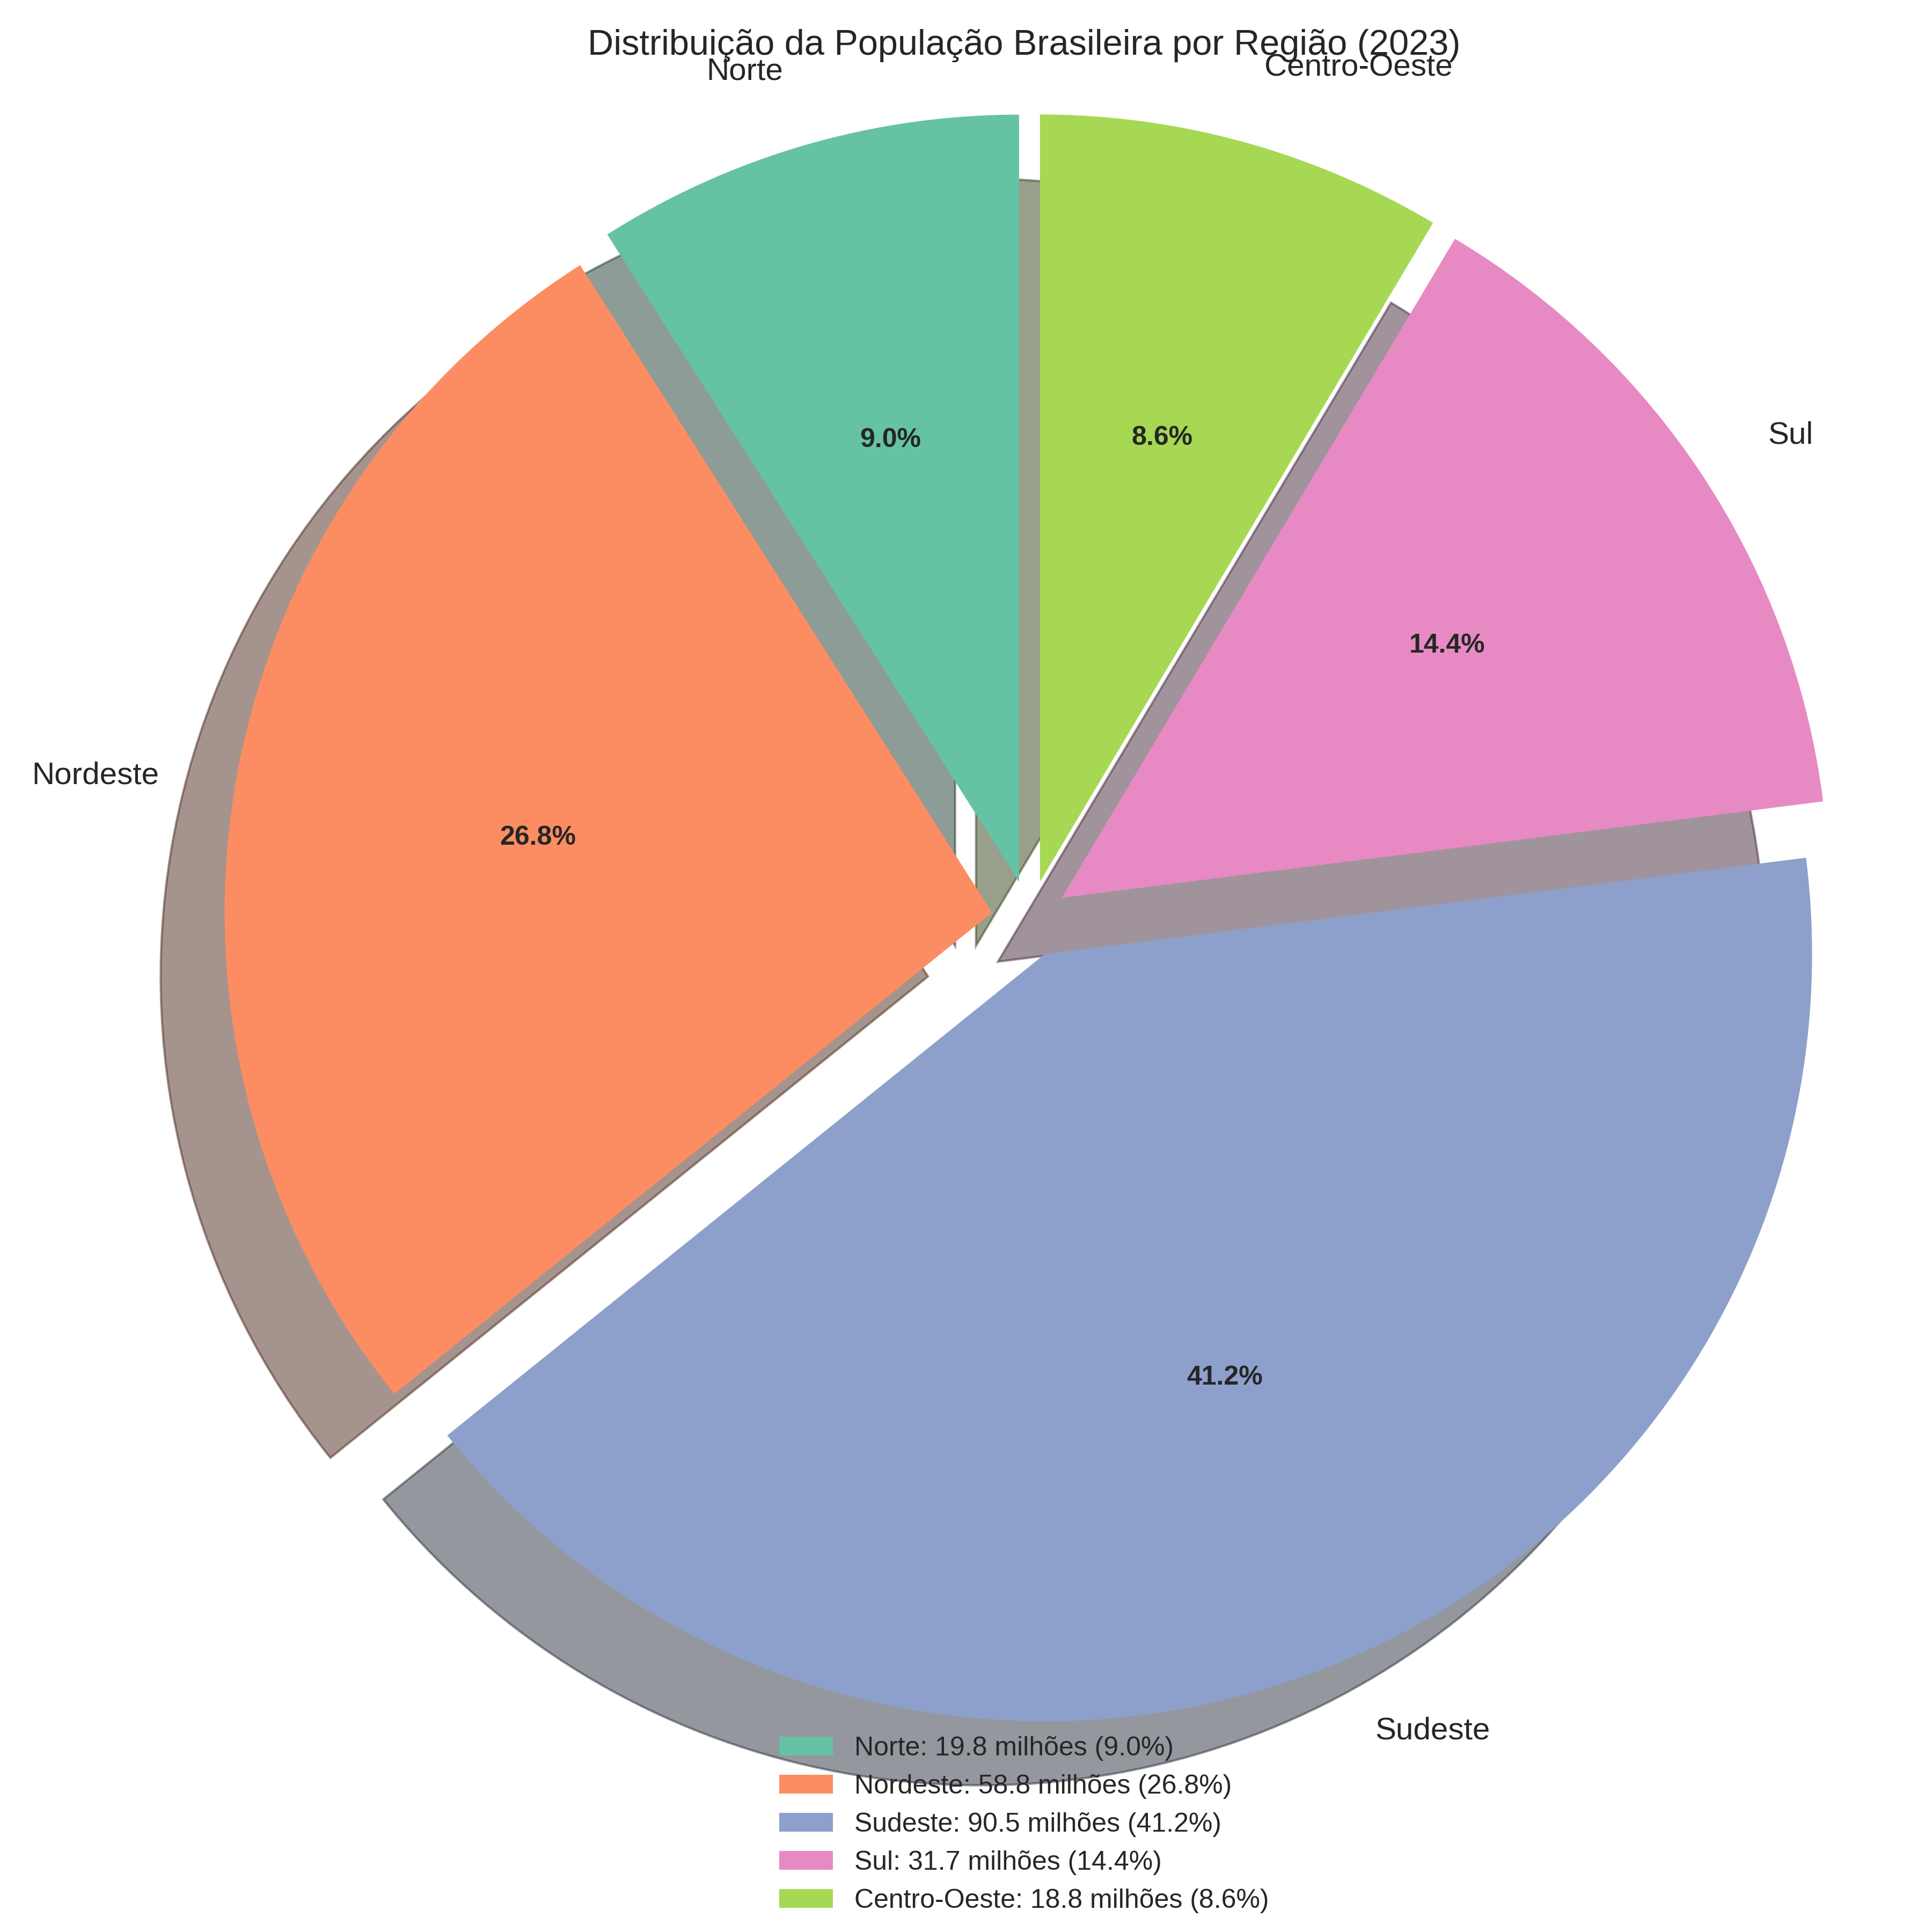 Distribuição da População Brasileira por Região (2023)
Norte
Centro-Oeste
Sul
9.0%
8.6%
14.4%
Nordeste
26.8%
41.2%
Sudeste
Norte: 19.8 milhões (9.0%)
Nordeste: 58.8 milhões (26.8%)
Sudeste: 90.5 milhões (41.2%)
Sul: 31.7 milhões (14.4%)
Centro-Oeste: 18.8 milhões (8.6%)